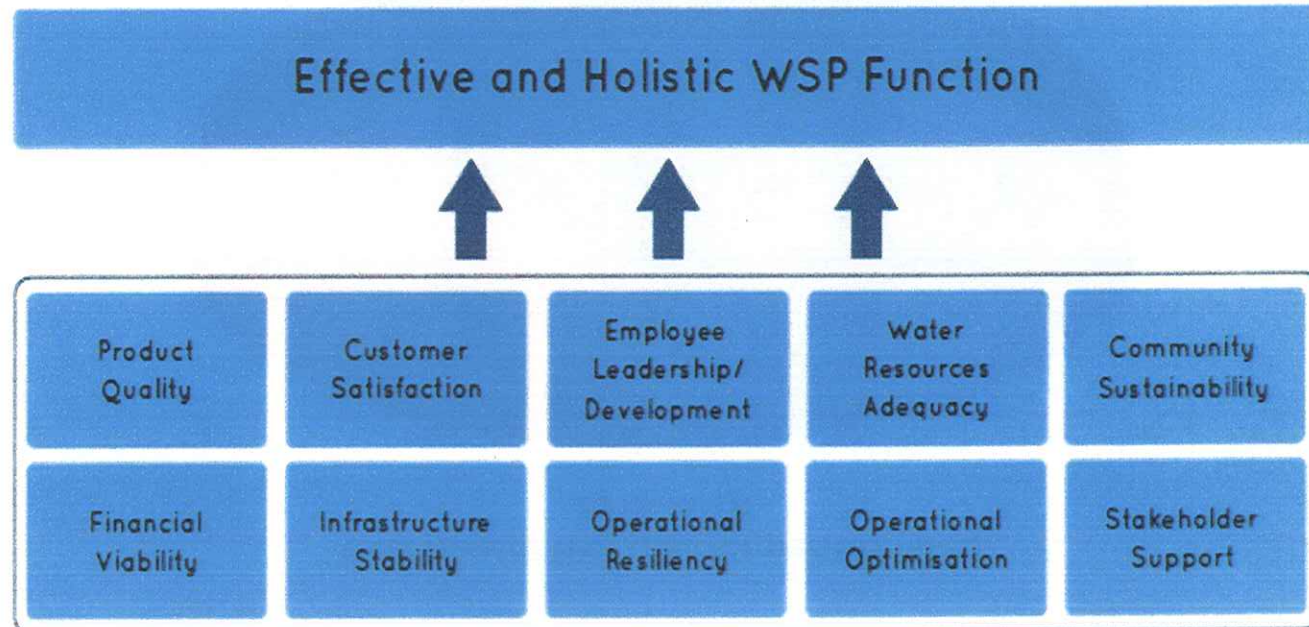 Effective and Holistic WSP Function
Product
Quality
Customer
Satisfaction
Employee
Leadership/
Development
Water
Resources
Adequacy
Community
Sustainability
Financial
Viability
Infrastructure
Stability
Operational
Resiliency
Operational
Optimisation
Stakeholder
Support